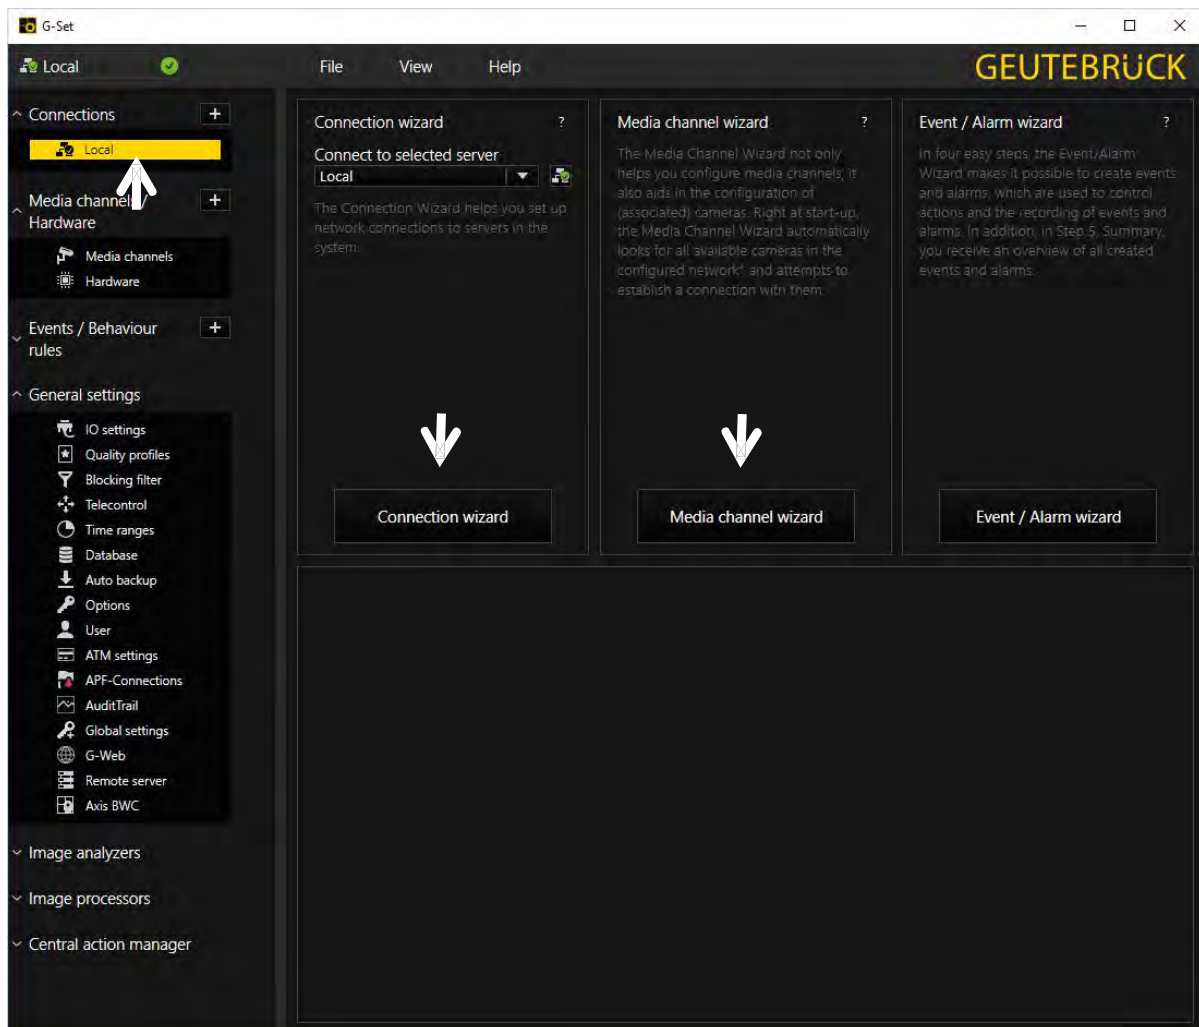 G-Set
Local
File View Help
GEUTEBRÜCK
Connections +
Local
Media channels /
Hardware
+
Media channels
Hardware
Events / Behaviour
rules
+
General settings
IO settings
Quality profiles
Blocking filter
Telecontrol
Time ranges
Database
Auto backup
Options
User
ATM settings
APF-Connections
AuditTrail
Global settings
G-Web
Remote server
Axis BWC
Image analyzers
Image processors
Central action manager
Connection wizard ?
Connect to selected server
Local
The Connection Wizard helps you set up
network connections to servers in the
system.
Connection wizard
Media channel wizard ?
The Media Channel Wizard not only
helps you configure media channels, it
also aids in the configuration of
(associated) cameras. Right at start-up,
the Media Channel Wizard automatically
looks for all available cameras in the
configured network* and attempts to
establish a connection with them.
Media channel wizard
Event / Alarm wizard ?
In four easy steps, the Event/Alarm
Wizard makes it possible to create events
and alarms, which are used to control
actions and the recording of events and
alarms. In addition, in Step 5, Summary,
you receive an overview of all created
events and alarms.
Event / Alarm wizard